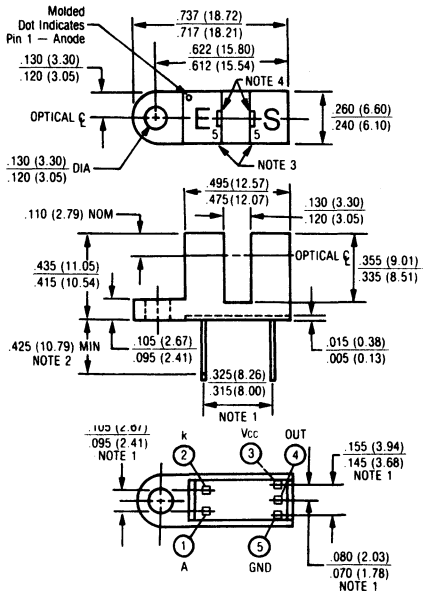 Molded
Dot Indicates
Pin 1 — Anode
.737 (18.72)
.717 (18.21)
.622 (15.80)
.612 (15.54)
.130 (3.30)
.120 (3.05)
NOTE 4
OPTICAL ℄
E S
5 5
.260 (6.60)
.240 (6.10)
.130 (3.30) DIA
.120 (3.05)
NOTE 3
.495 (12.57)
.475 (12.07)
.130 (3.30)
.120 (3.05)
.110 (2.79) NOM
OPTICAL ℄
.355 (9.01)
.335 (8.51)
.435 (11.05)
.415 (10.54)
.425 (10.79) MIN
NOTE 2
.105 (2.67)
.095 (2.41)
.015 (0.38)
.005 (0.13)
.325 (8.26)
.315 (8.00)
NOTE 1
.105 (2.67)
.095 (2.41)
NOTE 1
k
2
Vcc
3
OUT
4
.155 (3.94)
.145 (3.68)
NOTE 1
1
A
5
GND
.080 (2.03)
.070 (1.78)
NOTE 1